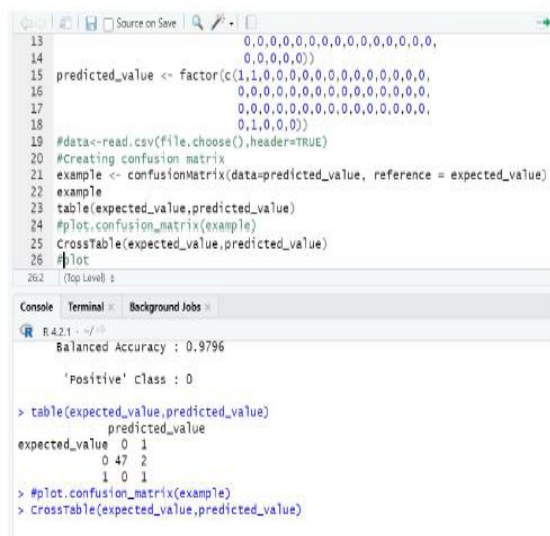 Source on Save
13 0,0,0,0,0,0,0,0,0,0,0,0,0,0,0,
14 0,0,0,0,0))
15 predicted_value <- factor(c(1,1,0,0,0,0,0,0,0,0,0,0,0,0,0,
16 0,0,0,0,0,0,0,0,0,0,0,0,0,0,0,
17 0,0,0,0,0,0,0,0,0,0,0,0,0,0,0,
18 0,1,0,0,0))
19 #data<-read.csv(file.choose(),header=TRUE)
20 #Creating confusion matrix
21 example <- confusionMatrix(data=predicted_value, reference = expected_value)
22 example
23 table(expected_value,predicted_value)
24 #plot.confusion_matrix(example)
25 CrossTable(expected_value,predicted_value)
26 #plot
26:2 (Top Level)
Console Terminal Background Jobs
R 4.2.1 · ~/
Balanced Accuracy : 0.9796
'Positive' Class : 0
> table(expected_value,predicted_value)
predicted_value
expected_value 0 1
0 47 2
1 0 1
> #plot.confusion_matrix(example)
> CrossTable(expected_value,predicted_value)